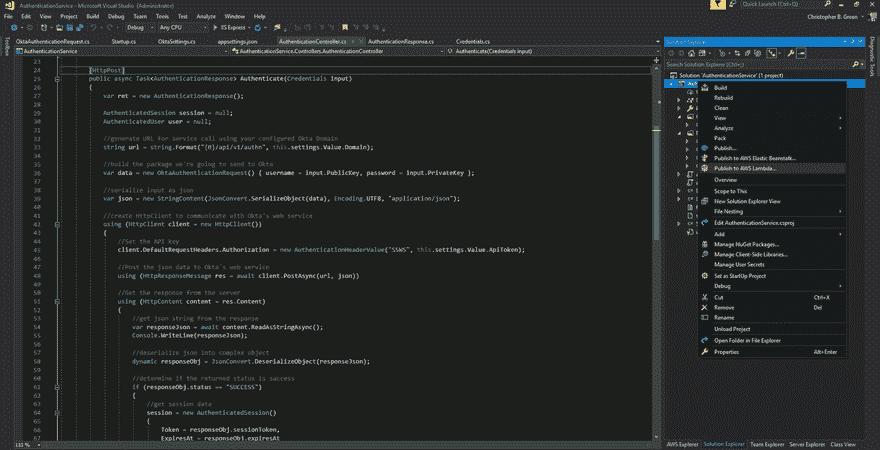 AuthenticationService - Microsoft Visual Studio (Administrator)
Quick Launch (Ctrl+Q)
File Edit View Project Build Debug Team Tools Test Analyze Window Help
Christopher B. Green
Debug Any CPU IIS Express
OktaAuthenticationRequest.cs Startup.cs OktaSettings.cs appsettings.json AuthenticationController.cs AuthenticationResponse.cs Credentials.cs
AuthenticationService AuthenticationService.Controllers.AuthenticationController Authenticate(Credentials input)
23
24 [HttpPost]
29 public async Task<AuthenticationResponse> Authenticate(Credentials input)
26 {
27 var ret = new AuthenticationResponse();
28
29 AuthenticatedSession session = null;
30 AuthenticatedUser user = null;
31
32 //generate URL for service call using your configured Okta Domain
33 string url = string.Format("{0}/api/v1/authn", this.settings.Value.Domain);
34
35 //build the package we're going to send to Okta
36 var data = new OktaAuthenticationRequest() { username = input.PublicKey, password = input.PrivateKey };
37
38 //serialize input as json
39 var json = new StringContent(JsonConvert.SerializeObject(data), Encoding.UTF8, "application/json");
40
41 //create HttpClient to communicate with Okta's web service
42 using (HttpClient client = new HttpClient())
43 {
44 //Set the API key
45 client.DefaultRequestHeaders.Authorization = new AuthenticationHeaderValue("SSWS", this.settings.Value.ApiToken);
46
47 //Post the json data to Okta's web service
48 using (HttpResponseMessage res = await client.PostAsync(url, json))
49
50 //Get the response from the server
51 using (HttpContent content = res.Content)
52 {
53 //get json string from the response
54 var responseJson = await content.ReadAsStringAsync();
55 Console.WriteLine(responseJson);
56
57 //deserialize json into complex object
58 dynamic responseObj = JsonConvert.DeserializeObject(responseJson);
59
60 //determine if the returned status is success
61 if (responseObj.status == "SUCCESS")
62 {
63 //get session data
64 session = new AuthenticatedSession()
65 {
66 Token = responseObj.sessionToken,
67 ExpiresAt = responseObj.expiresAt
Toolbox
Diagnostic Tools
Solution Explorer
Search Solution Explorer (Ctrl+;)
Solution 'AuthenticationService' (1 project)
Build
Rebuild
Clean
View
Analyze
Pack
Publish...
Publish to AWS Elastic Beanstalk...
Publish to AWS Lambda...
Overview
Scope to This
New Solution Explorer View
File Nesting
Edit AuthenticationService.csproj
Add
Manage NuGet Packages...
Manage Client-Side Libraries...
Manage User Secrets
Set as StartUp Project
Debug
Cut Ctrl+X
Remove Del
Rename
Unload Project
Open Folder in File Explorer
Properties Alt+Enter
AWS Explorer Solution Explorer Team Explorer Server Explorer Class View